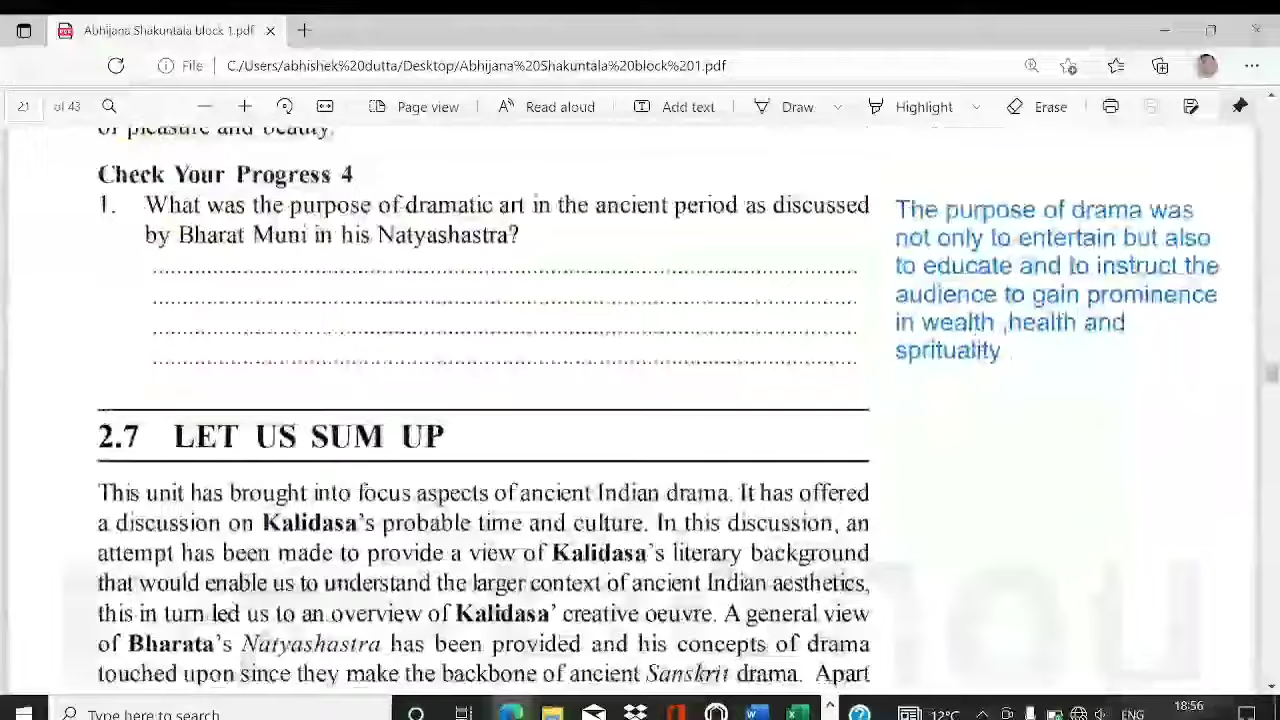 Abhijana Shakuntala block 1.pdf
File C:/Users/abhishek%20dutta/Desktop/Abhijana%20Shakuntala%20block%201.pdf
21 of 43 Page view Read aloud Add text Draw Highlight Erase
of pleasure and beauty.
Check Your Progress 4
1. What was the purpose of dramatic art in the ancient period as discussed
by Bharat Muni in his Natyashastra?
The purpose of drama was
not only to entertain but also
to educate and to instruct the
audience to gain prominence
in wealth ,health and
sprituality
2.7 LET US SUM UP
This unit has brought into focus aspects of ancient Indian drama. It has offered
a discussion on Kalidasa's probable time and culture. In this discussion, an
attempt has been made to provide a view of Kalidasa's literary background
that would enable us to understand the larger context of ancient Indian aesthetics,
this in turn led us to an overview of Kalidasa' creative oeuvre. A general view
of Bharata's Natyashastra has been provided and his concepts of drama
touched upon since they make the backbone of ancient Sanskrit drama. Apart
Type here to search 12°C ENG 18:56